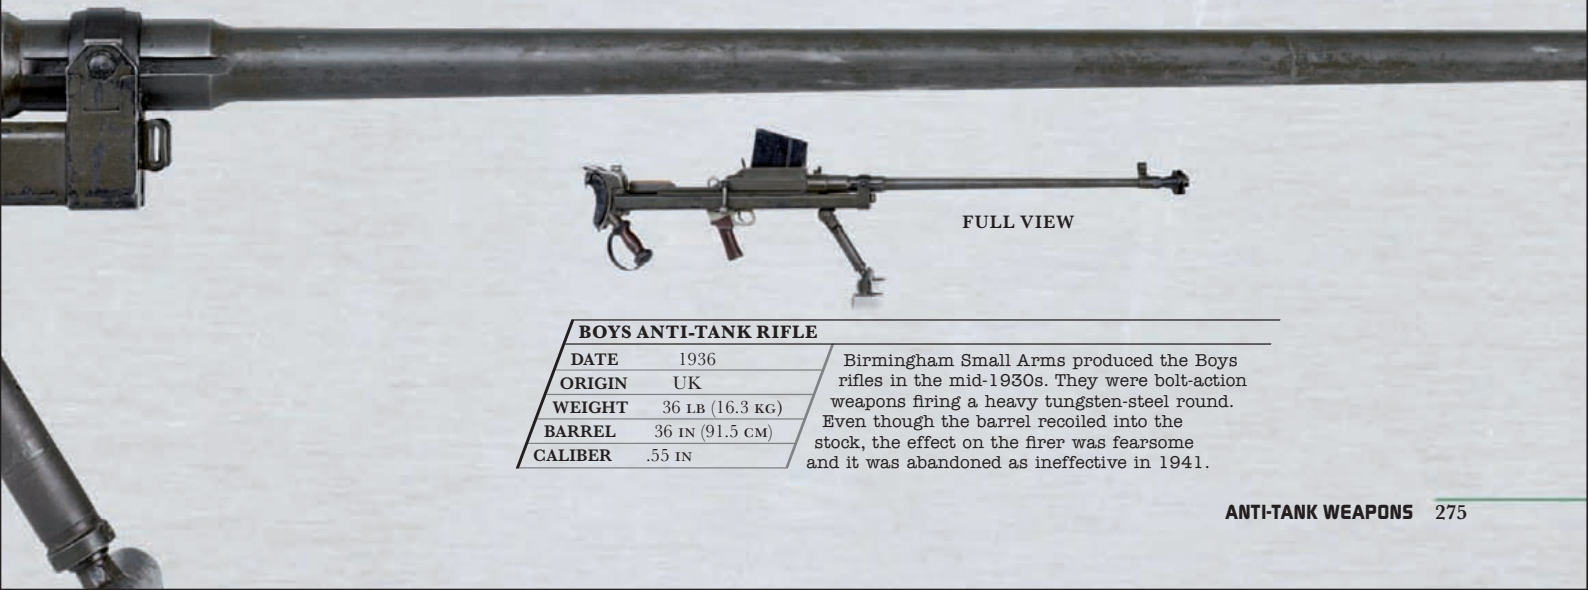 FULL VIEW
BOYS ANTI-TANK RIFLE
DATE 1936
ORIGIN UK
WEIGHT 36 LB (16.3 KG)
BARREL 36 IN (91.5 CM)
CALIBER .55 IN
Birmingham Small Arms produced the Boys
rifles in the mid-1930s. They were bolt-action
weapons firing a heavy tungsten-steel round.
Even though the barrel recoiled into the
stock, the effect on the firer was fearsome
and it was abandoned as ineffective in 1941.
ANTI-TANK WEAPONS 275